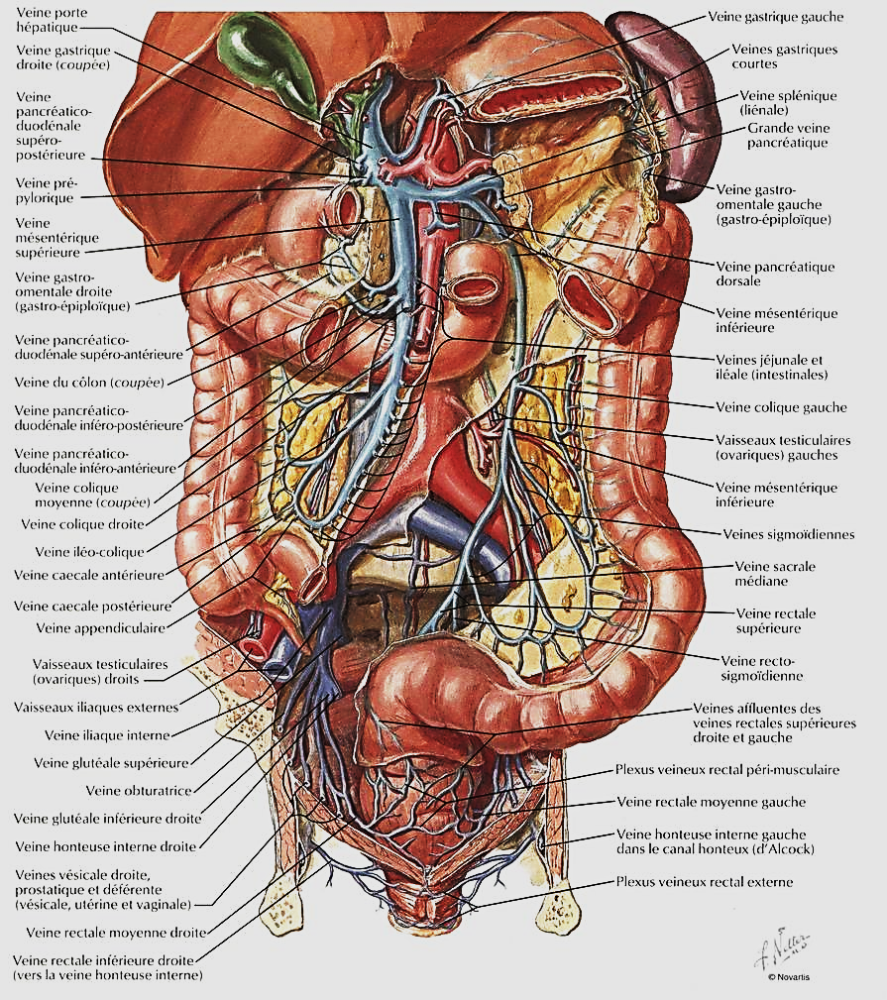 Veine porte
hépatique
Veine gastrique
droite (coupée)
Veine
pancréatico-
duodénale
supéro-
postérieure
Veine pré-
pylorique
Veine
mésentérique
supérieure
Veine gastro-
omentale droite
(gastro-épiploïque)
Veine pancréatico-
duodénale supéro-antérieure
Veine du côlon (coupée)
Veine pancréatico-
duodénale inféro-postérieure
Veine pancréatico-
duodénale inféro-antérieure
Veine colique
moyenne (coupée)
Veine colique droite
Veine iléo-colique
Veine caecale antérieure
Veine caecale postérieure
Veine appendiculaire
Vaisseaux testiculaires
(ovariques) droits
Vaisseaux iliaques externes
Veine iliaque interne
Veine glutéale supérieure
Veine obturatrice
Veine glutéale inférieure droite
Veine honteuse interne droite
Veines vésicale droite,
prostatique et déférente
(vésicale, utérine et vaginale)
Veine rectale moyenne droite
Veine rectale inférieure droite
(vers la veine honteuse interne)
Veine gastrique gauche
Veines gastriques
courtes
Veine splénique
(liénale)
Grande veine
pancréatique
Veine gastro-
omentale gauche
(gastro-épiploïque)
Veine pancréatique
dorsale
Veine mésentérique
inférieure
Veines jéjunale et
iléale (intestinales)
Veine colique gauche
Vaisseaux testiculaires
(ovariques) gauches
Veine mésentérique
inférieure
Veines sigmoïdiennes
Veine sacrale
médiane
Veine rectale
supérieure
Veine recto-
sigmoïdienne
Veines affluentes des
veines rectales supérieures
droite et gauche
Plexus veineux rectal péri-musculaire
Veine rectale moyenne gauche
Veine honteuse interne gauche
dans le canal honteux (d'Alcock)
Plexus veineux rectal externe
F. Netter
© Novartis